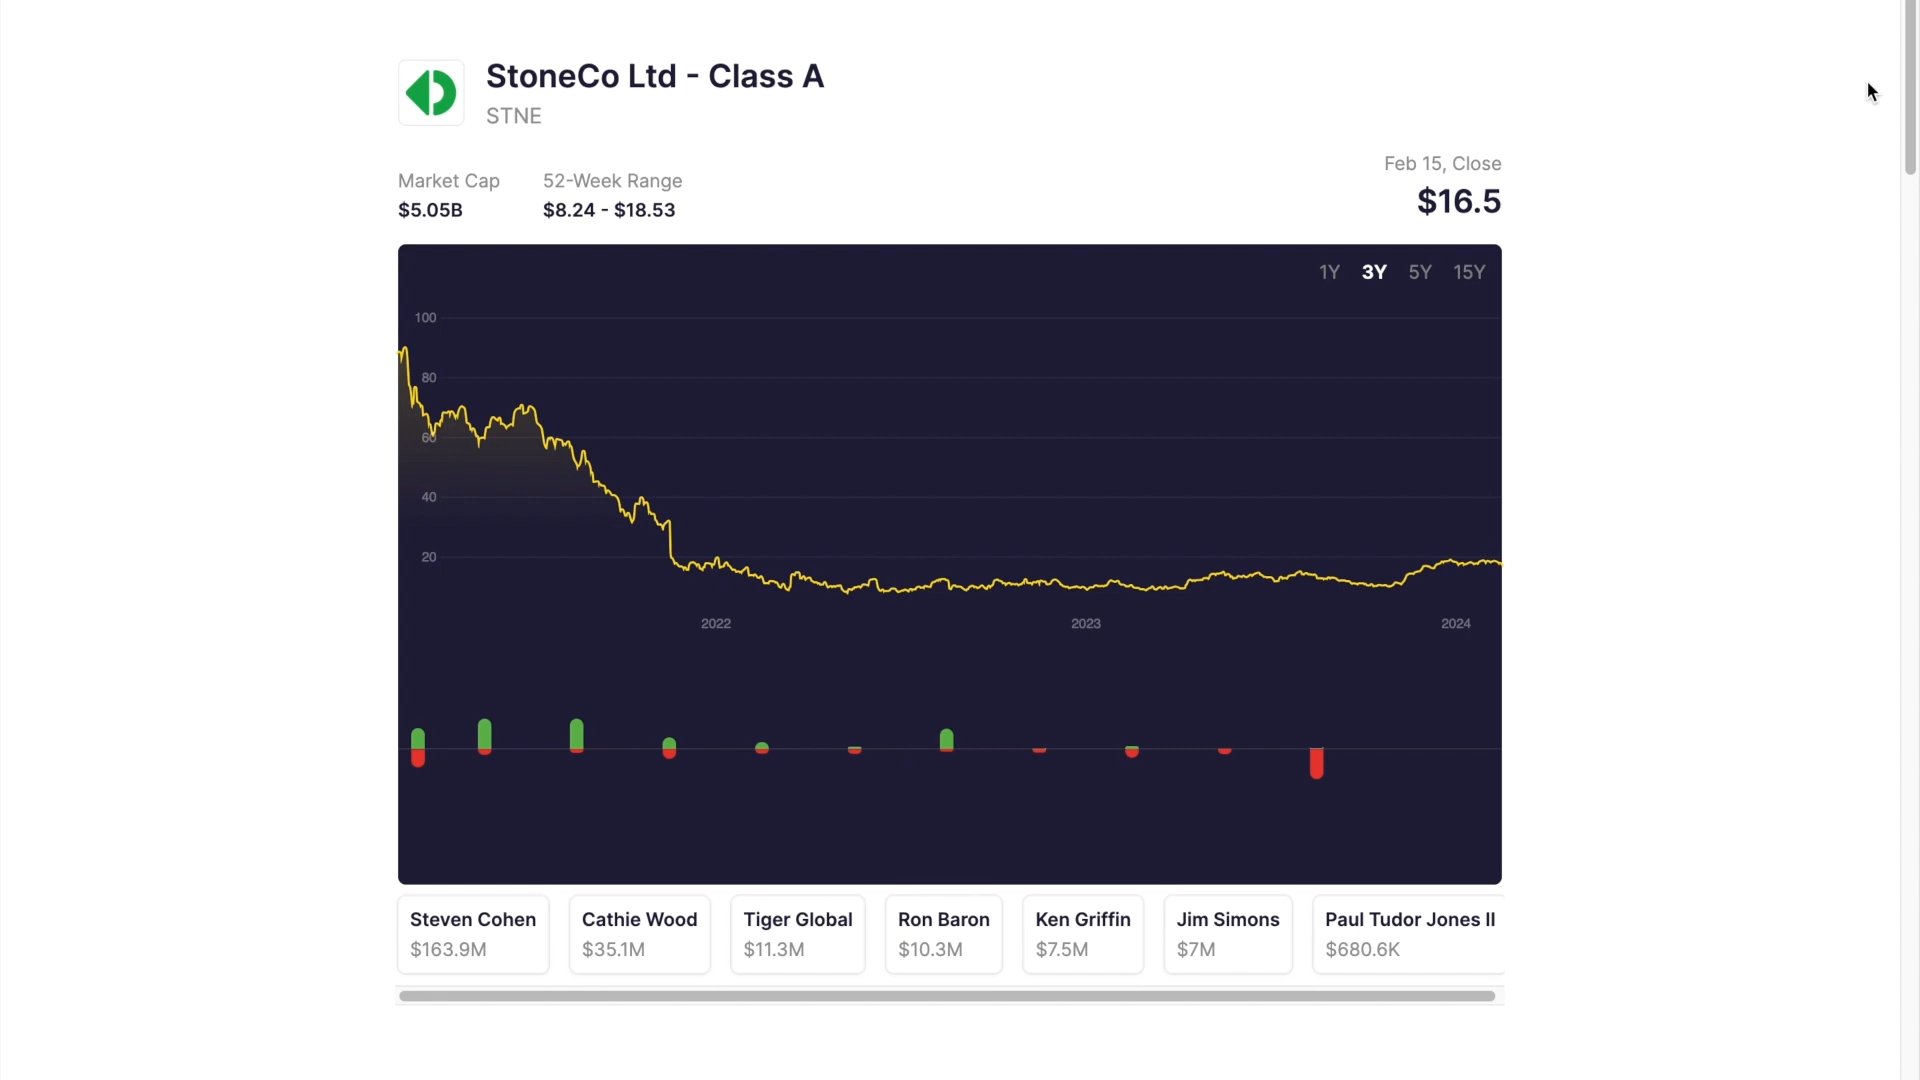 StoneCo Ltd - Class A
STNE
Market Cap
$5.05B
52-Week Range
$8.24 - $18.53
Feb 15, Close
$16.5
1Y 3Y 5Y 15Y
100
80
60
40
20
2022 2023 2024
Steven Cohen
$163.9M
Cathie Wood
$35.1M
Tiger Global
$11.3M
Ron Baron
$10.3M
Ken Griffin
$7.5M
Jim Simons
$7M
Paul Tudor Jones II
$680.6K